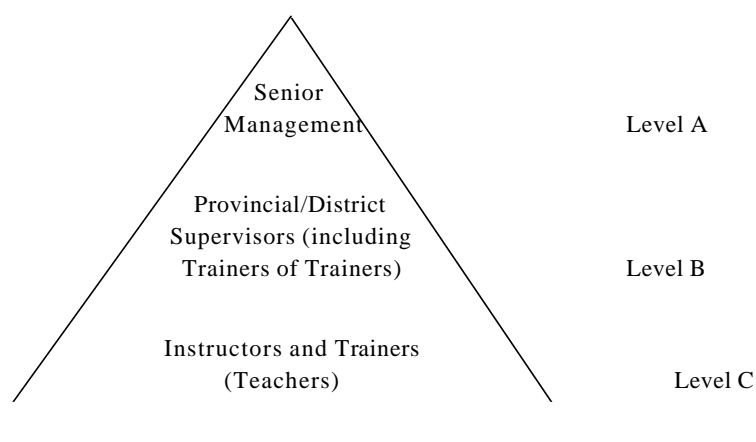 Senior
Management
Level A
Provincial/District
Supervisors (including
Trainers of Trainers)
Level B
Instructors and Trainers
(Teachers)
Level C